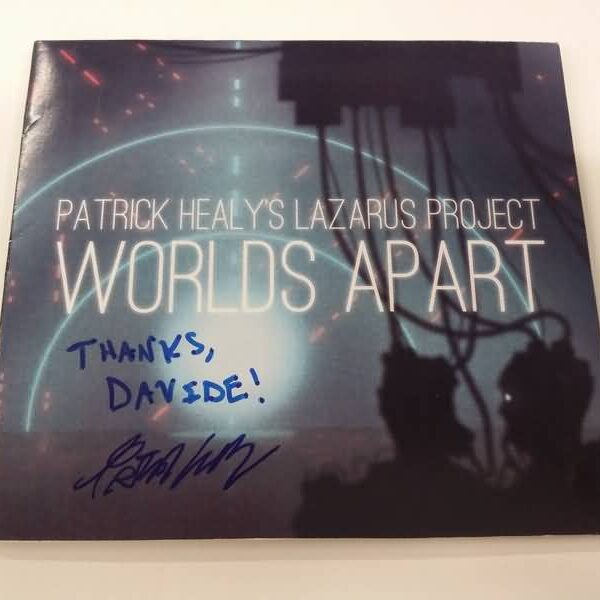 PATRICK HEALY'S LAZARUS PROJECT
WORLDS APART
THANKS,
DAVIDE!